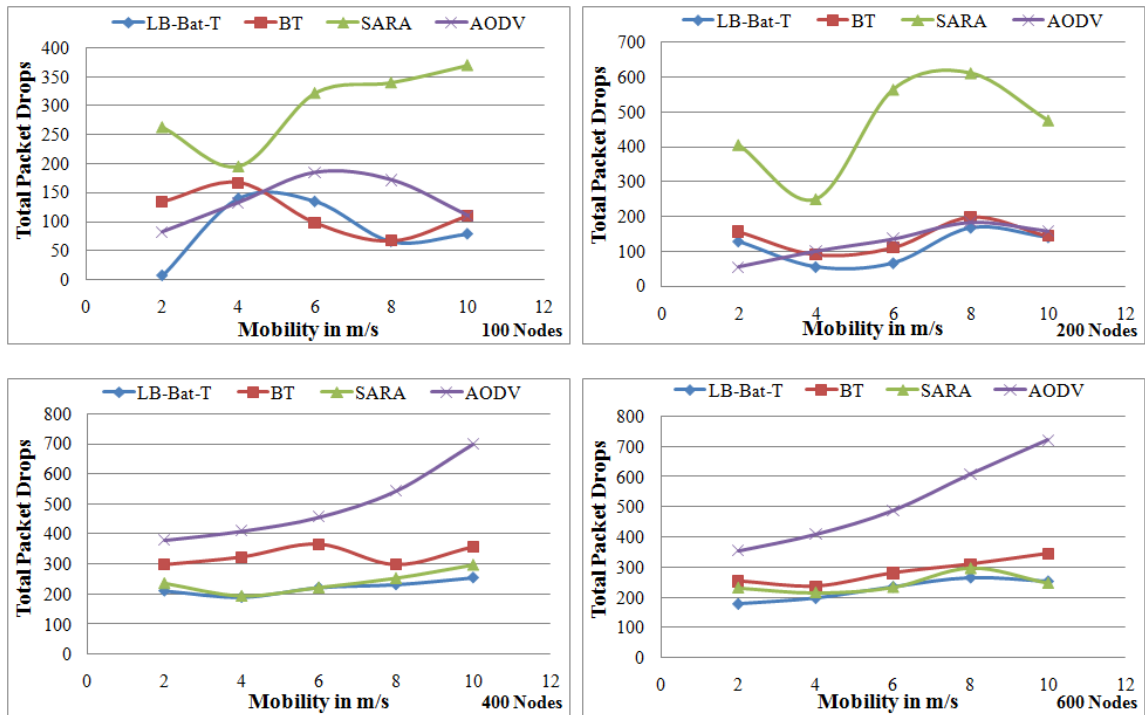 LB-Bat-T BT SARA AODV
Total Packet Drops
400
350
300
250
200
150
100
50
0
0 2 4 6 8 10 12
Mobility in m/s
100 Nodes
LB-Bat-T BT SARA AODV
Total Packet Drops
700
600
500
400
300
200
100
0
0 2 4 6 8 10 12
Mobility in m/s
200 Nodes
LB-Bat-T BT SARA AODV
Total Packet Drops
800
700
600
500
400
300
200
100
0
0 2 4 6 8 10 12
Mobility in m/s
400 Nodes
LB-Bat-T BT SARA AODV
Total Packet Drops
800
700
600
500
400
300
200
100
0
0 2 4 6 8 10 12
Mobility in m/s
600 Nodes